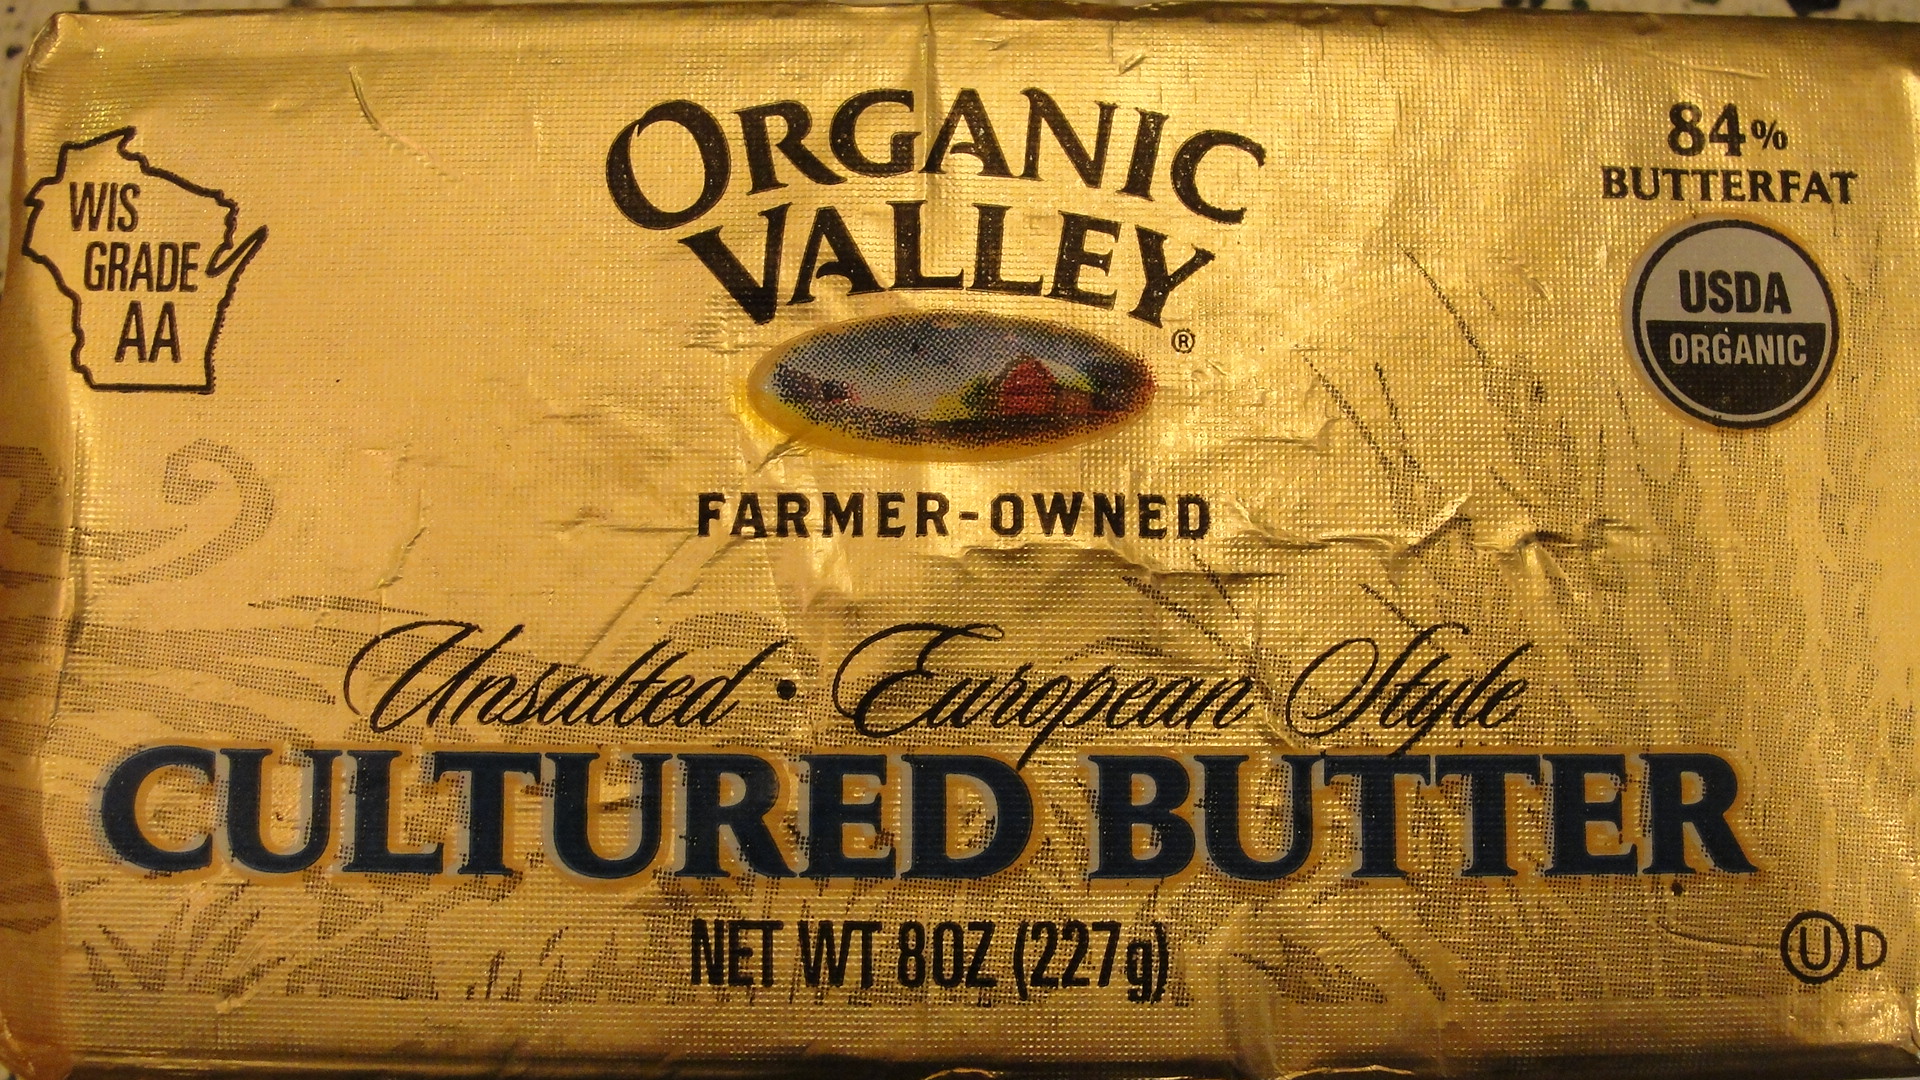 ORGANIC
VALLEY®
84%
BUTTERFAT
WIS
GRADE
AA
USDA
ORGANIC
FARMER-OWNED
Unsalted • European Style
CULTURED BUTTER
NET WT 8OZ (227g)
U D